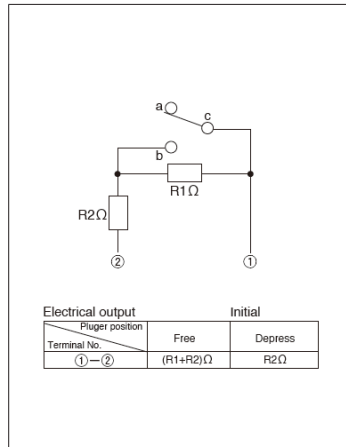 a
c
b
R1Ω
R2Ω
② ①
Electrical output Initial
Pluger position
Terminal No.
Free Depress
①−② (R1+R2)Ω R2Ω